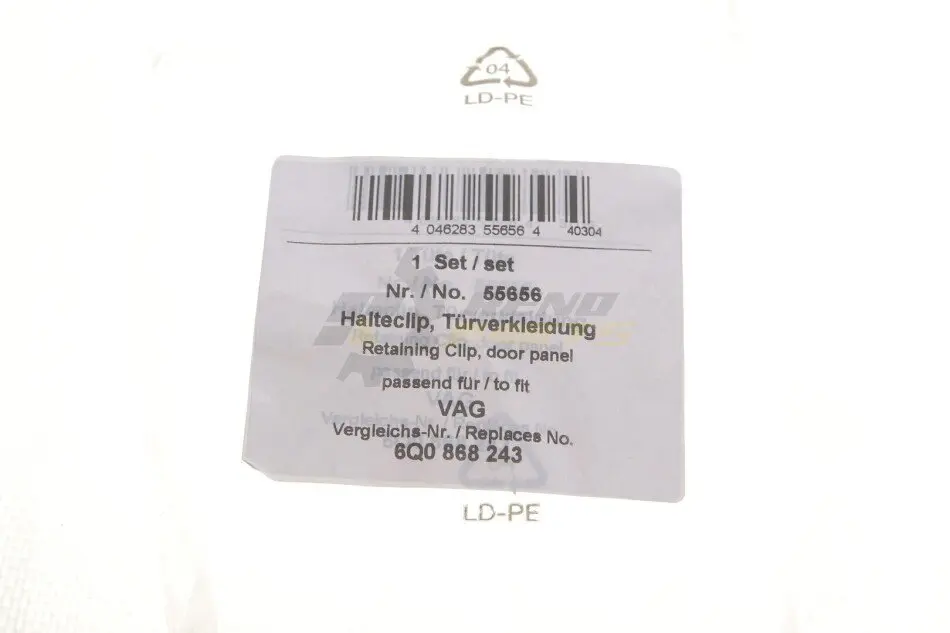 04
LD-PE
4 046283 55656 4 40304
1 Set / set
Nr. / No. 55656
Halteclip, Türverkleidung
Retaining Clip, door panel
passend für / to fit
VAG
Vergleichs-Nr. / Replaces No.
6Q0 868 243
LD-PE